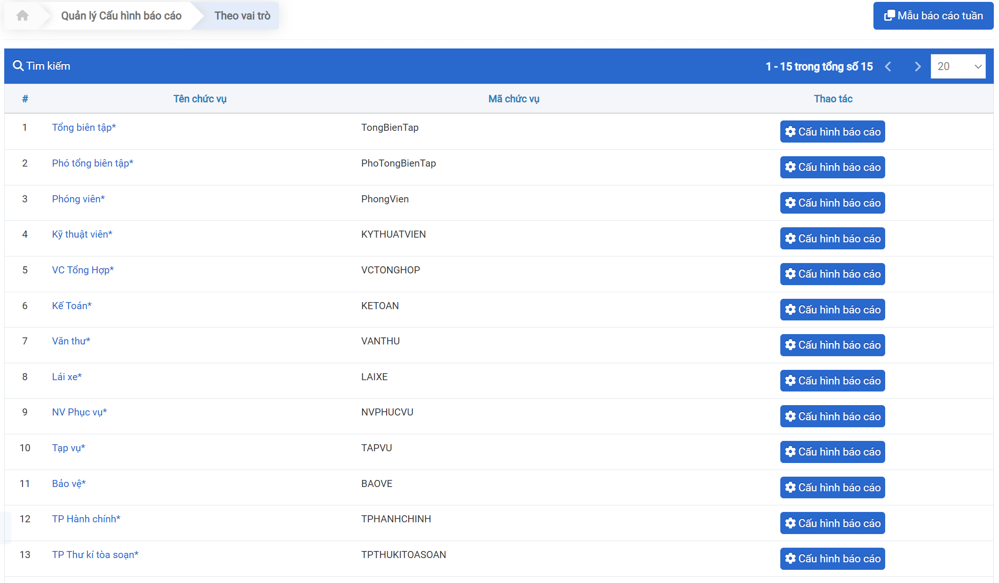 Quản lý Cấu hình báo cáo Theo vai trò Mẫu báo cáo tuần
Tìm kiếm 1 - 15 trong tổng số 15 20
# Tên chức vụ Mã chức vụ Thao tác
1 Tổng biên tập* TongBienTap Cấu hình báo cáo
2 Phó tổng biên tập* PhoTongBienTap Cấu hình báo cáo
3 Phóng viên* PhongVien Cấu hình báo cáo
4 Kỹ thuật viên* KYTHUATVIEN Cấu hình báo cáo
5 VC Tổng Hợp* VCTONGHOP Cấu hình báo cáo
6 Kế Toán* KETOAN Cấu hình báo cáo
7 Văn thư* VANTHU Cấu hình báo cáo
8 Lái xe* LAIXE Cấu hình báo cáo
9 NV Phục vụ* NVPHUCVU Cấu hình báo cáo
10 Tạp vụ* TAPVU Cấu hình báo cáo
11 Bảo vệ* BAOVE Cấu hình báo cáo
12 TP Hành chính* TPHANHCHINH Cấu hình báo cáo
13 TP Thư kí tòa soạn* TPTHUKITOASOAN Cấu hình báo cáo